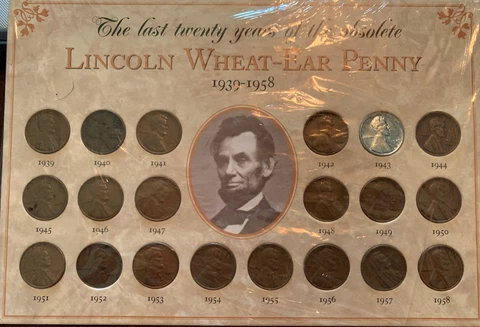 The last twenty years of the obsolete
LINCOLN WHEAT-EAR PENNY
1939-1958
1939 1940 1941 1942 1943 1944
1945 1946 1947 1948 1949 1950
1951 1952 1953 1954 1955 1956 1957 1958